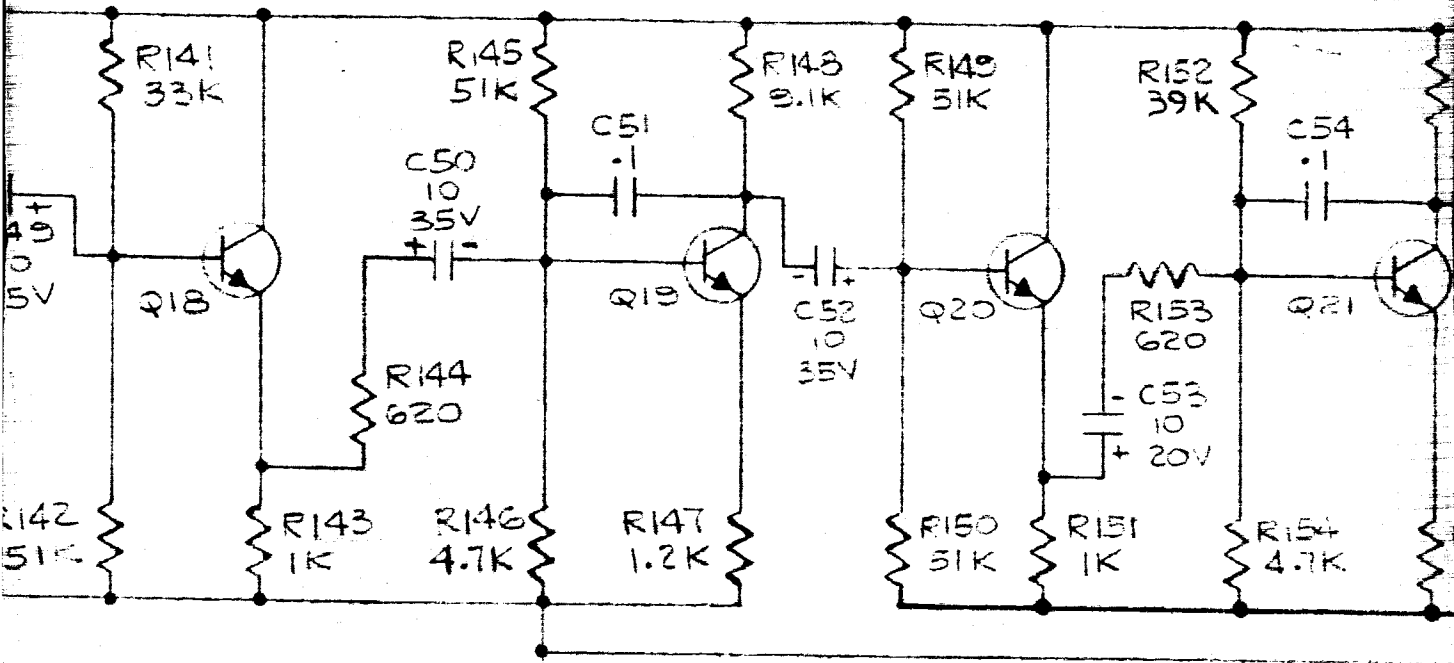 R141
33K
R145
51K
R148
9.1K
R149
51K
R152
39K
C51
.1
C54
.1
C50
10
35V
+ -
+
5V
Q18
Q19
- +
C52
10
35V
Q20
R153
620
Q21
R144
620
- C53
10
+ 20V
R142
51K
R143
1K
R146
4.7K
R147
1.2K
R150
51K
R151
1K
R154
4.7K